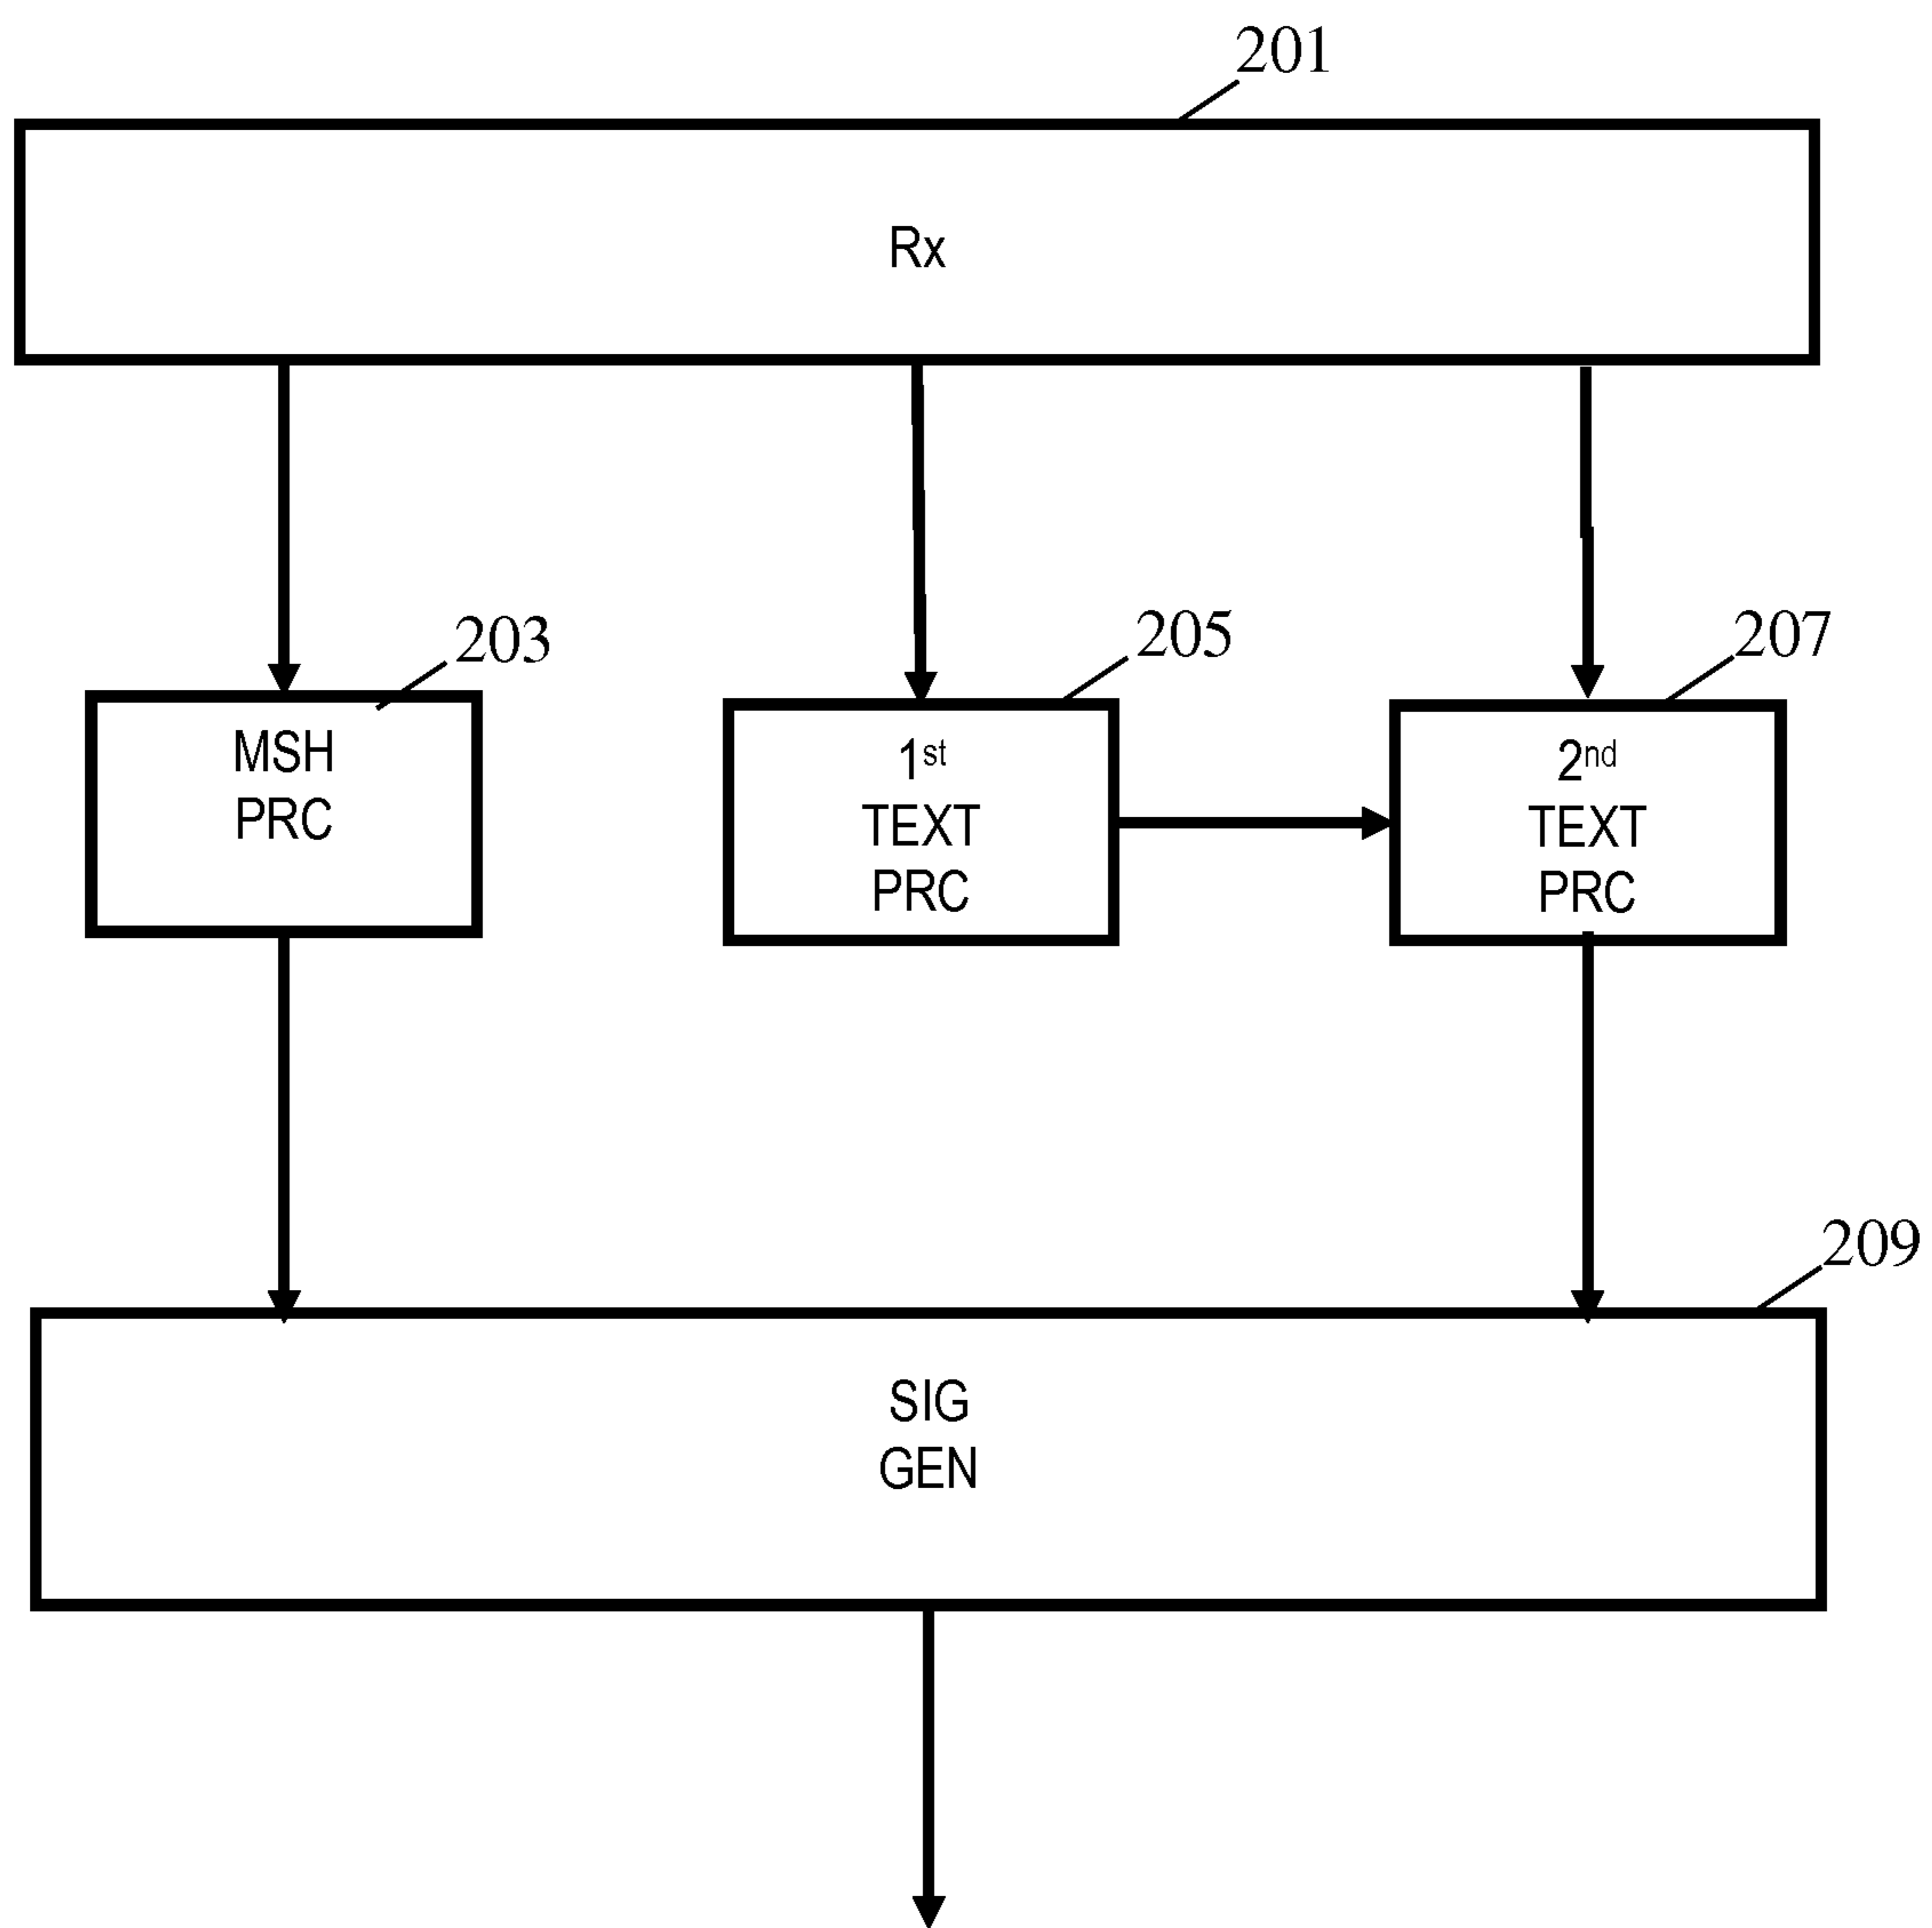 201
Rx
203
205
207
MSH
PRC
1st
TEXT
PRC
2nd
TEXT
PRC
209
SIG
GEN